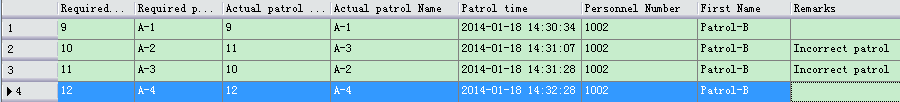 Required... Required p... Actual patrol ... Actual patrol Name Patrol time Personnel Number First Name Remarks
1 9 A-1 9 A-1 2014-01-18 14:30:34 1002 Patrol-B
2 10 A-2 11 A-3 2014-01-18 14:31:07 1002 Patrol-B Incorrect patrol
3 11 A-3 10 A-2 2014-01-18 14:31:28 1002 Patrol-B Incorrect patrol
4 12 A-4 12 A-4 2014-01-18 14:32:28 1002 Patrol-B